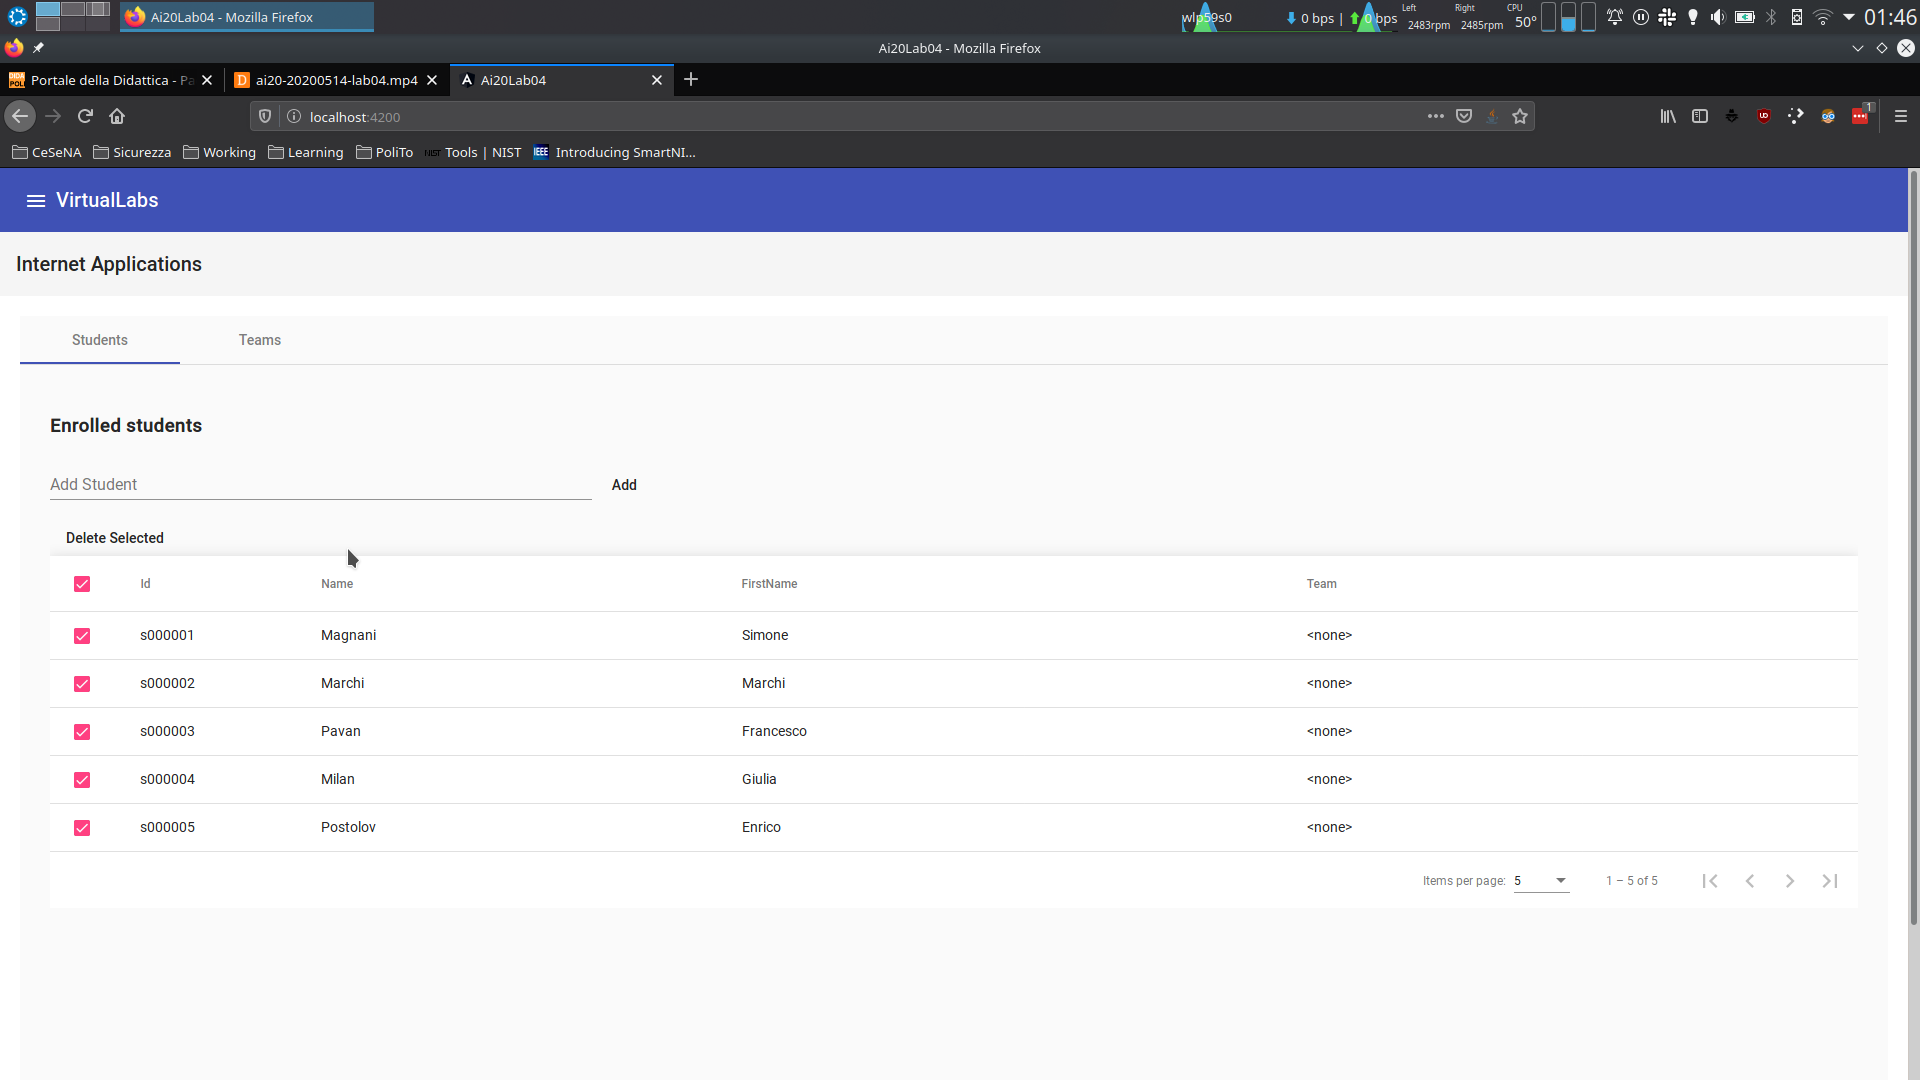 Ai20Lab04 - Mozilla Firefox
wlp59s0
0 bps | 0 bps
Left
2483rpm
Right
2485rpm
CPU
50°
01:46
Ai20Lab04 - Mozilla Firefox
Portale della Didattica - Pa
ai20-20200514-lab04.mp4
Ai20Lab04
localhost:4200
1
CeSeNA
Sicurezza
Working
Learning
PoliTo
NIST Tools | NIST
IEEE Introducing SmartNI...
VirtualLabs
Internet Applications
Students
Teams
Enrolled students
Add Student
Add
Delete Selected
Id Name FirstName Team
s000001 Magnani Simone <none>
s000002 Marchi Marchi <none>
s000003 Pavan Francesco <none>
s000004 Milan Giulia <none>
s000005 Postolov Enrico <none>
Items per page: 5 1 – 5 of 5